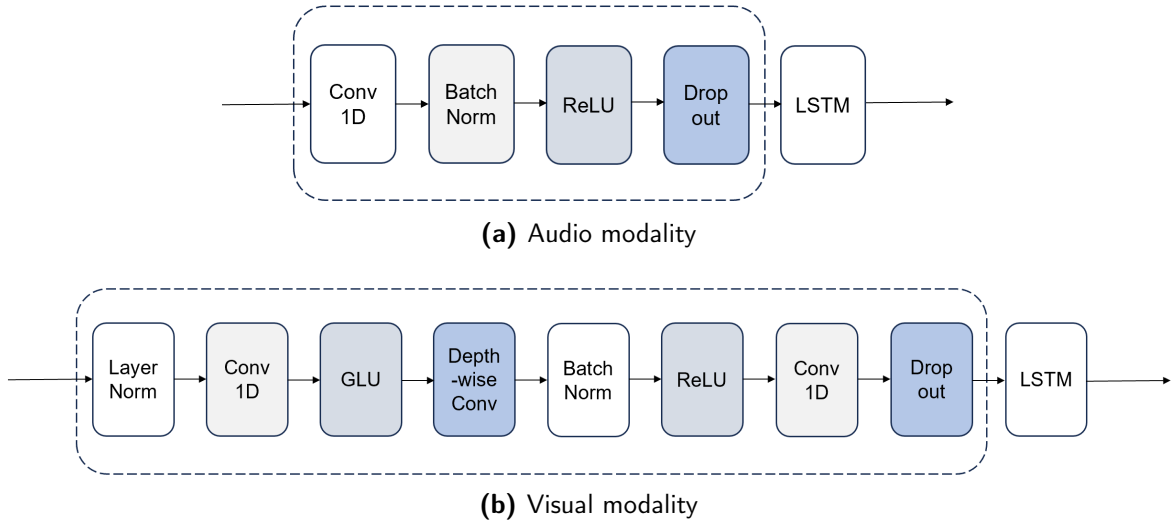 Conv
1D
Batch
Norm
ReLU
Drop
out
LSTM
(a) Audio modality
Layer
Norm
Conv
1D
GLU
Depth
-wise
Conv
Batch
Norm
ReLU
Conv
1D
Drop
out
LSTM
(b) Visual modality